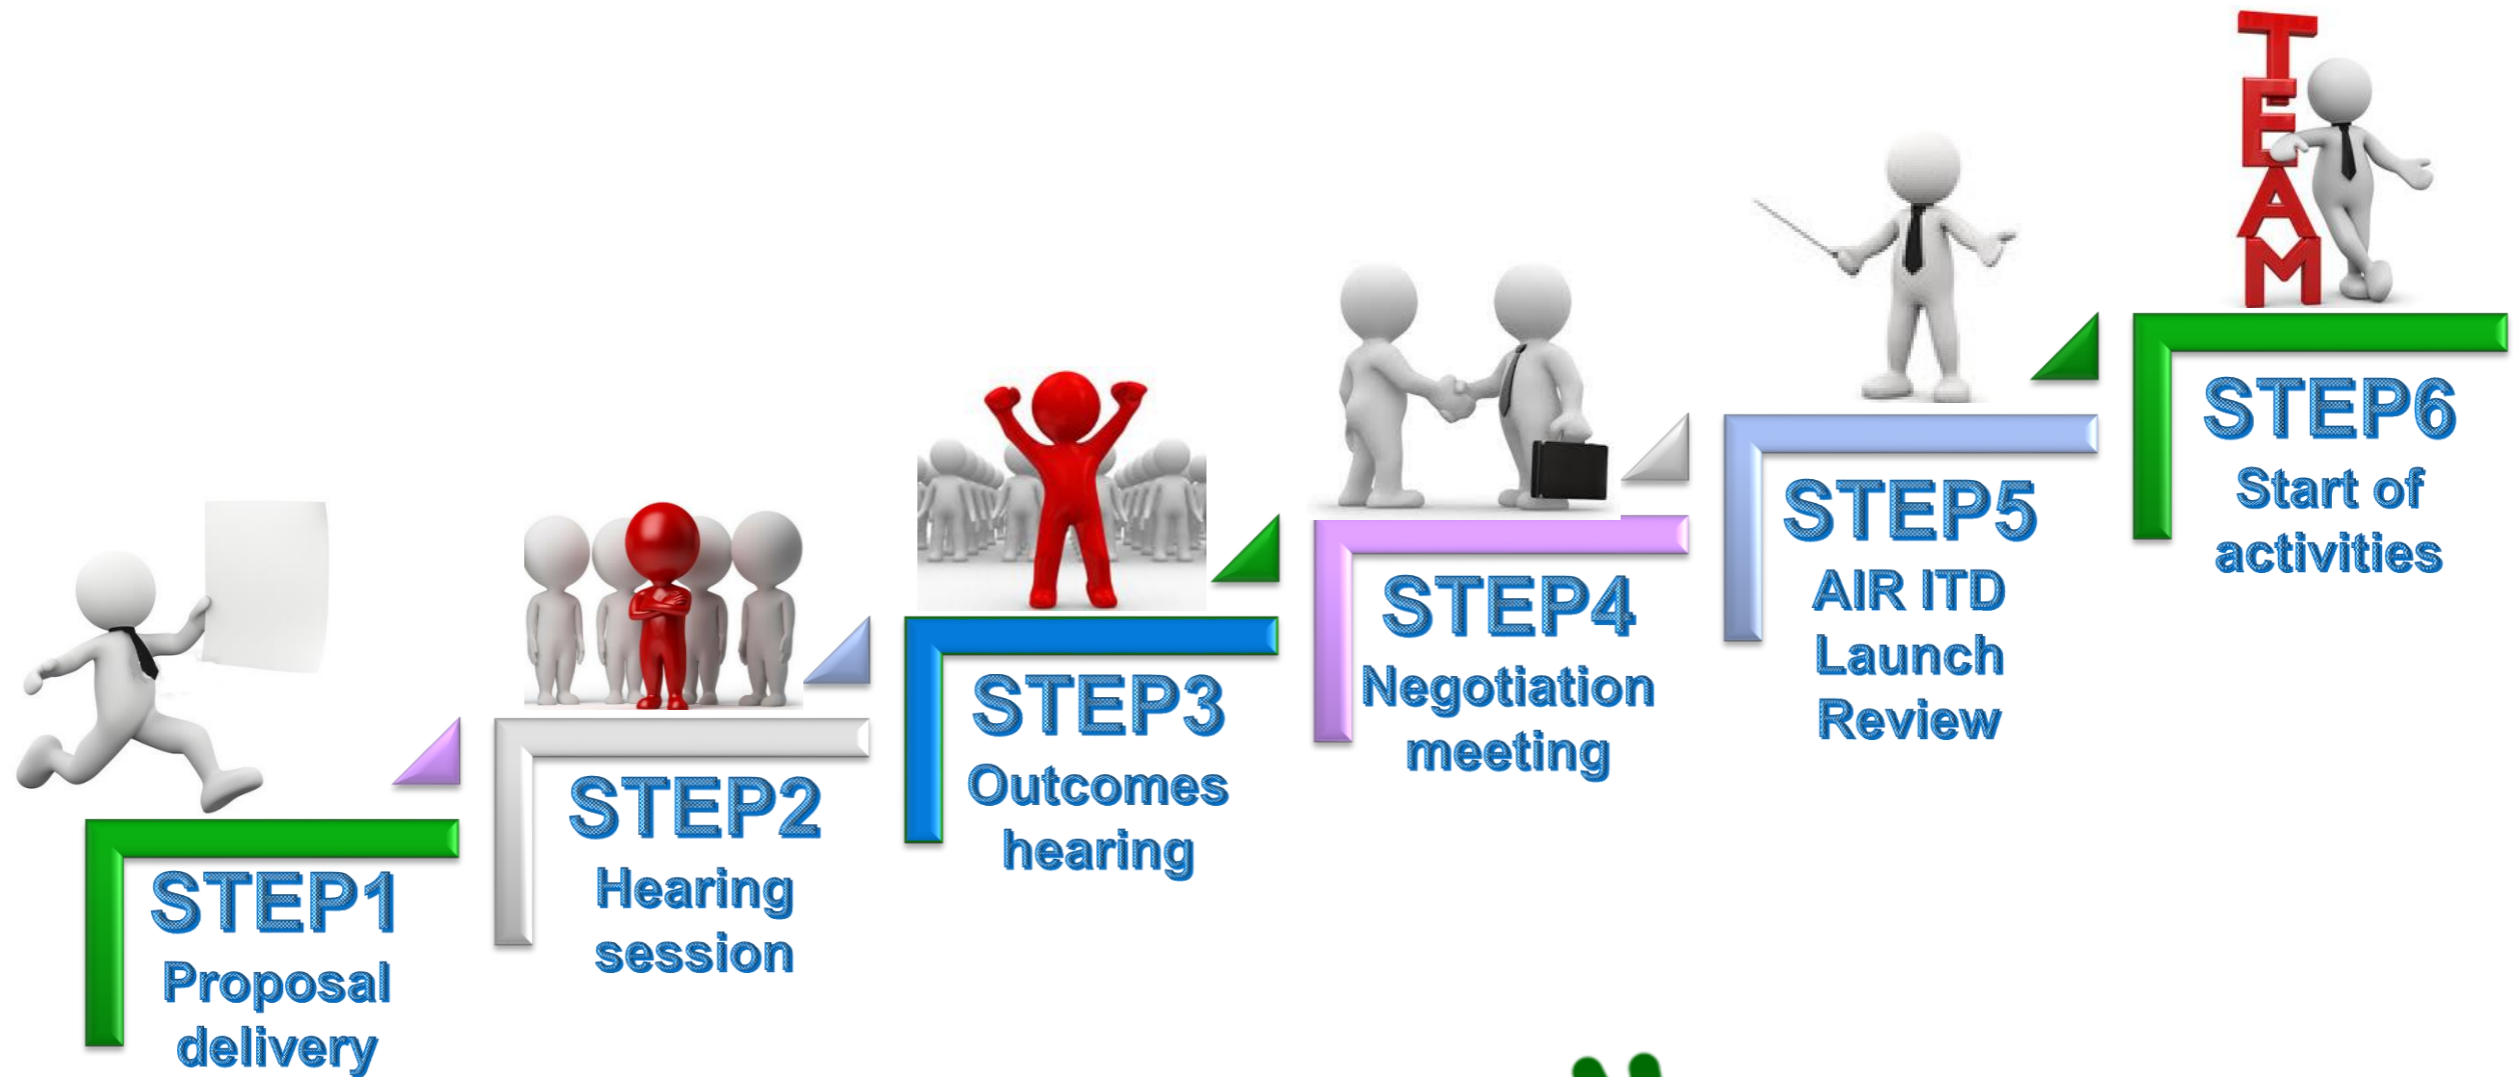 STEP1
Proposal
delivery
STEP2
Hearing
session
STEP3
Outcomes
hearing
STEP4
Negotiation
meeting
STEP5
AIR ITD
Launch
Review
TEAM
STEP6
Start of
activities